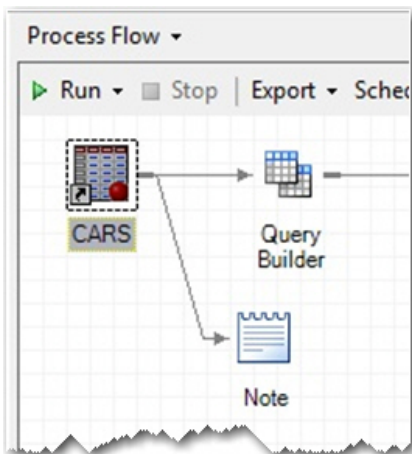 Process Flow
Run Stop Export
CARS
Query
Builder
Note